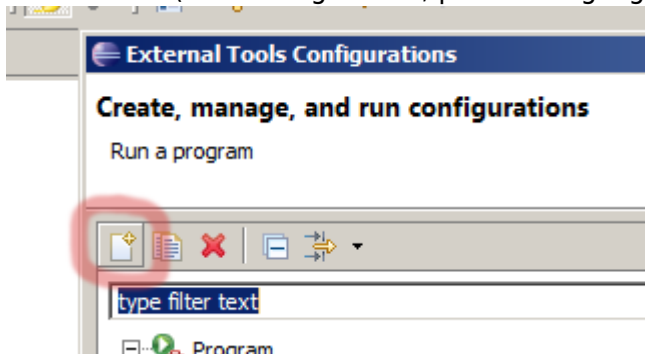 External Tools Configurations
Create, manage, and run configurations
Run a program
type filter text
Program